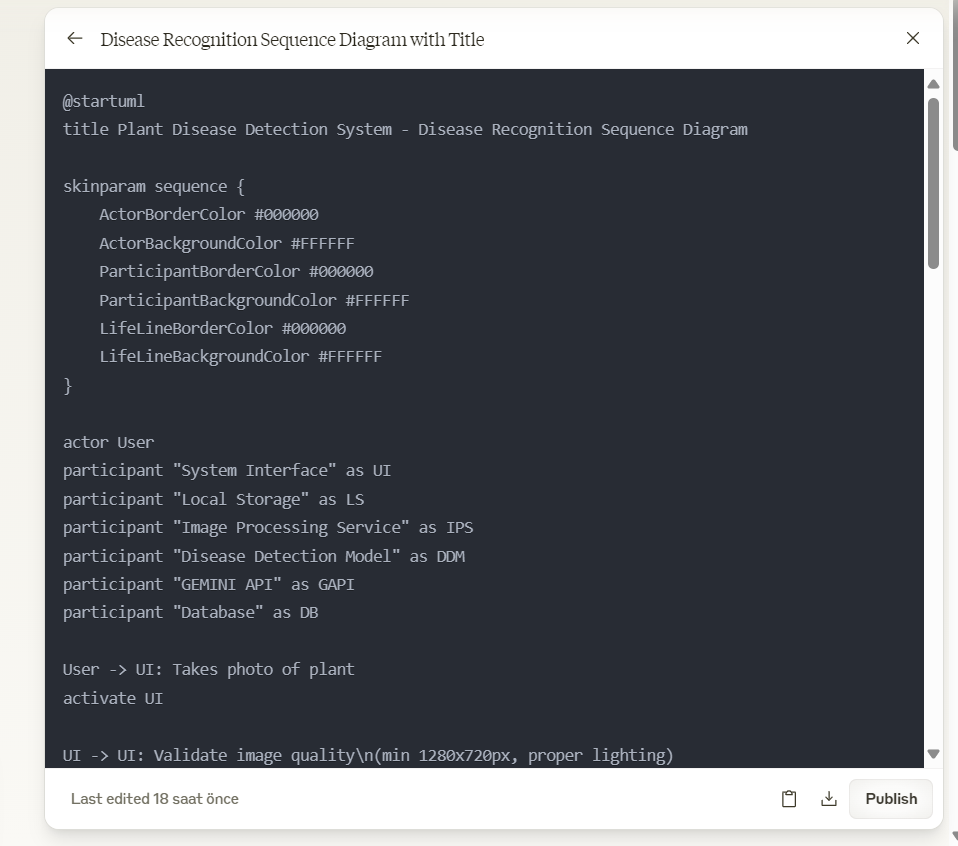 Disease Recognition Sequence Diagram with Title
@startuml
title Plant Disease Detection System - Disease Recognition Sequence Diagram
skinparam sequence {
    ActorBorderColor #000000
    ActorBackgroundColor #FFFFFF
    ParticipantBorderColor #000000
    ParticipantBackgroundColor #FFFFFF
    LifeLineBorderColor #000000
    LifeLineBackgroundColor #FFFFFF
}
actor User
participant "System Interface" as UI
participant "Local Storage" as LS
participant "Image Processing Service" as IPS
participant "Disease Detection Model" as DDM
participant "GEMINI API" as GAPI
participant "Database" as DB
User -> UI: Takes photo of plant
activate UI
UI -> UI: Validate image quality\n(min 1280x720px, proper lighting)
Last edited 18 saat önce
Publish